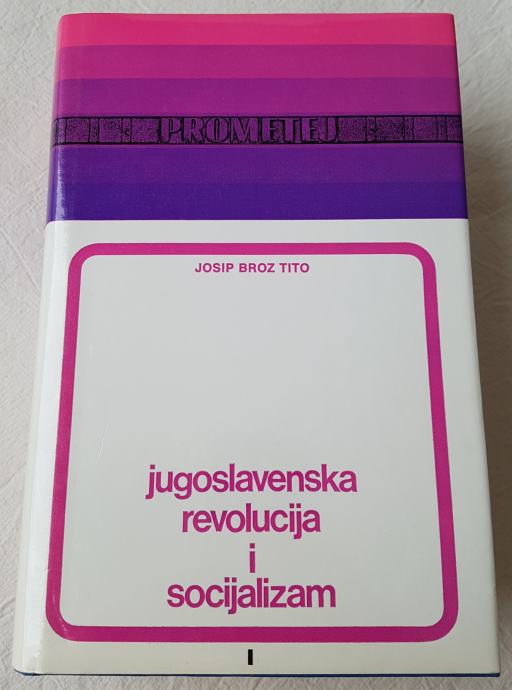 PROMETEJ
JOSIP BROZ TITO
jugoslavenska
revolucija
i
socijalizam
I